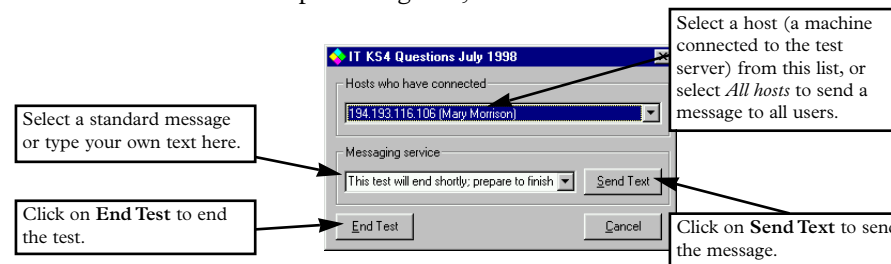 Select a host (a machine
connected to the test
server) from this list, or
select All hosts to send a
message to all users.
IT KS4 Questions July 1998
Hosts who have connected
194.193.116.106 (Mary Morrison)
Select a standard message
or type your own text here.
Messaging service
This test will end shortly; prepare to finish
Send Text
Click on End Test to end
the test.
End Test
Cancel
Click on Send Text to send
the message.